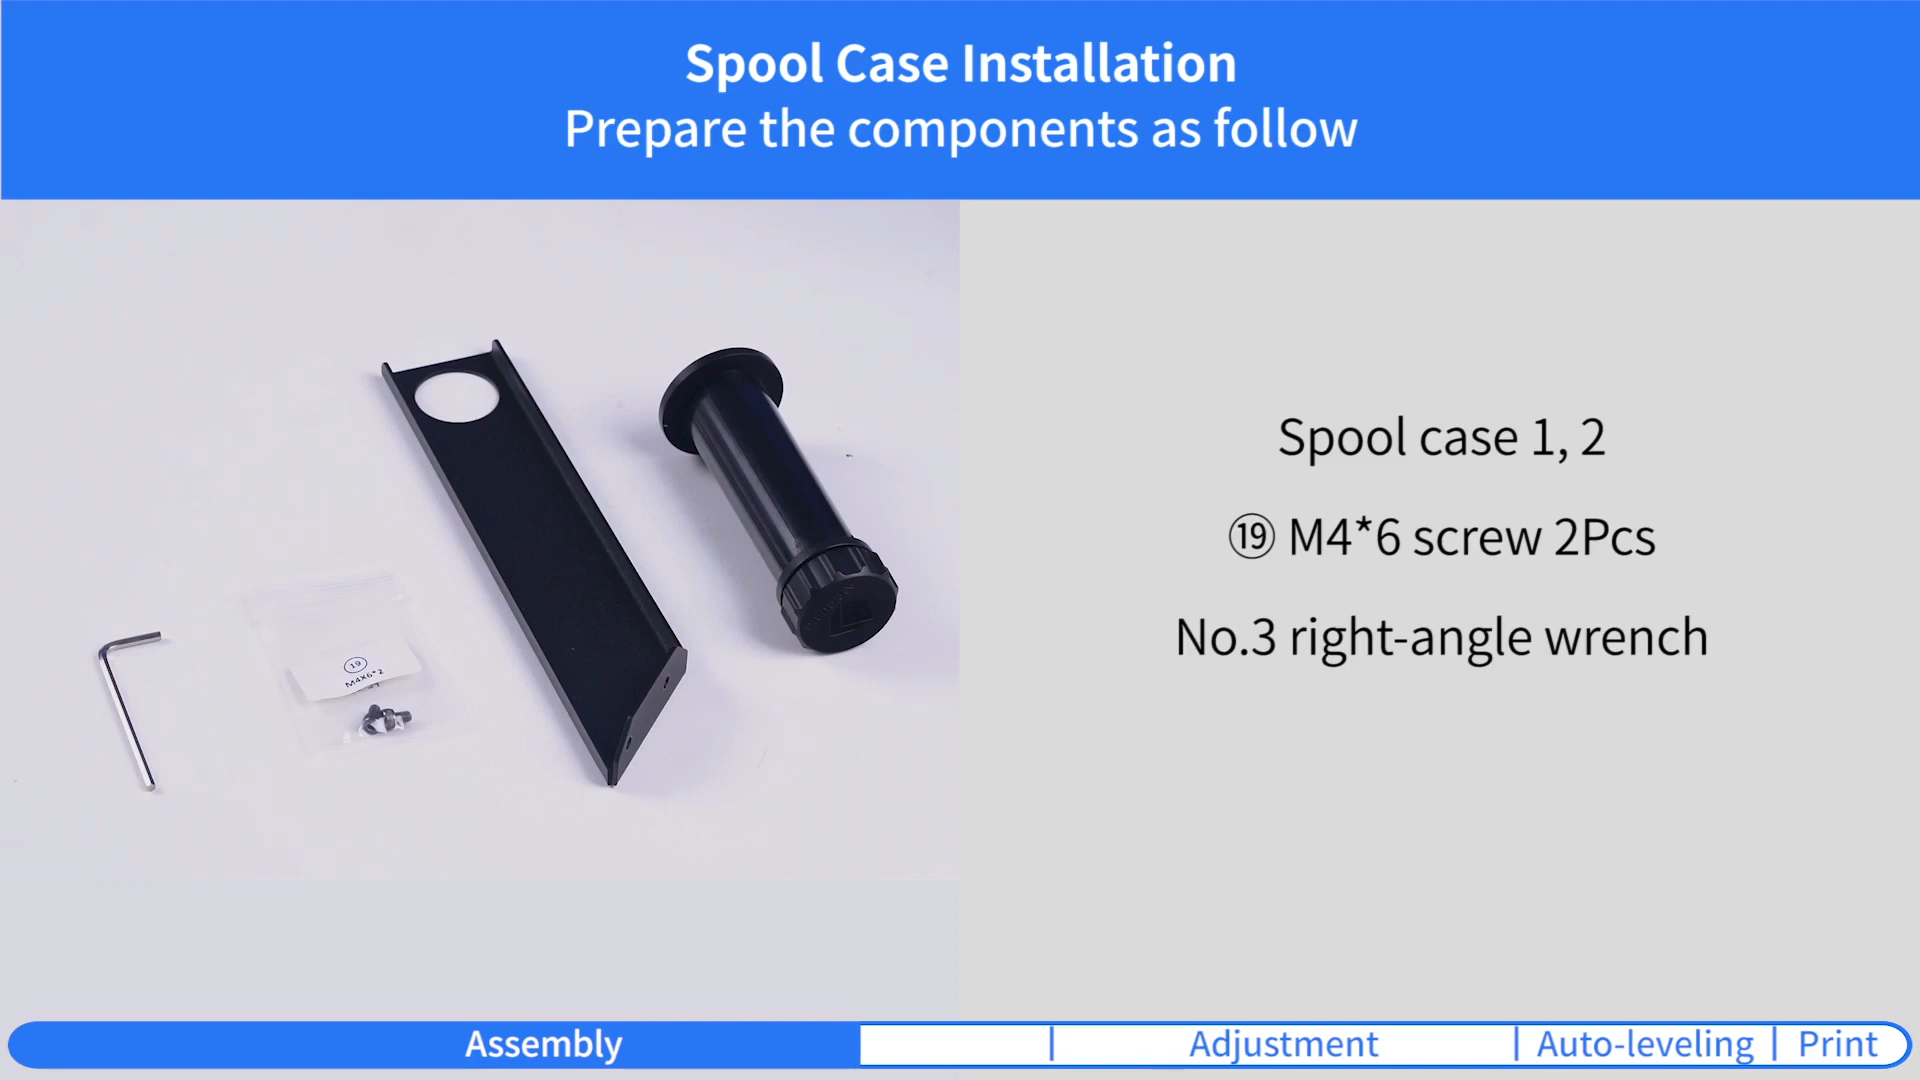 Spool Case Installation
Prepare the components as follow
Spool case 1, 2
⑲ M4*6 screw 2Pcs
No.3 right-angle wrench
⑲
M4X6*2
Assembly | Adjustment | Auto-leveling | Print